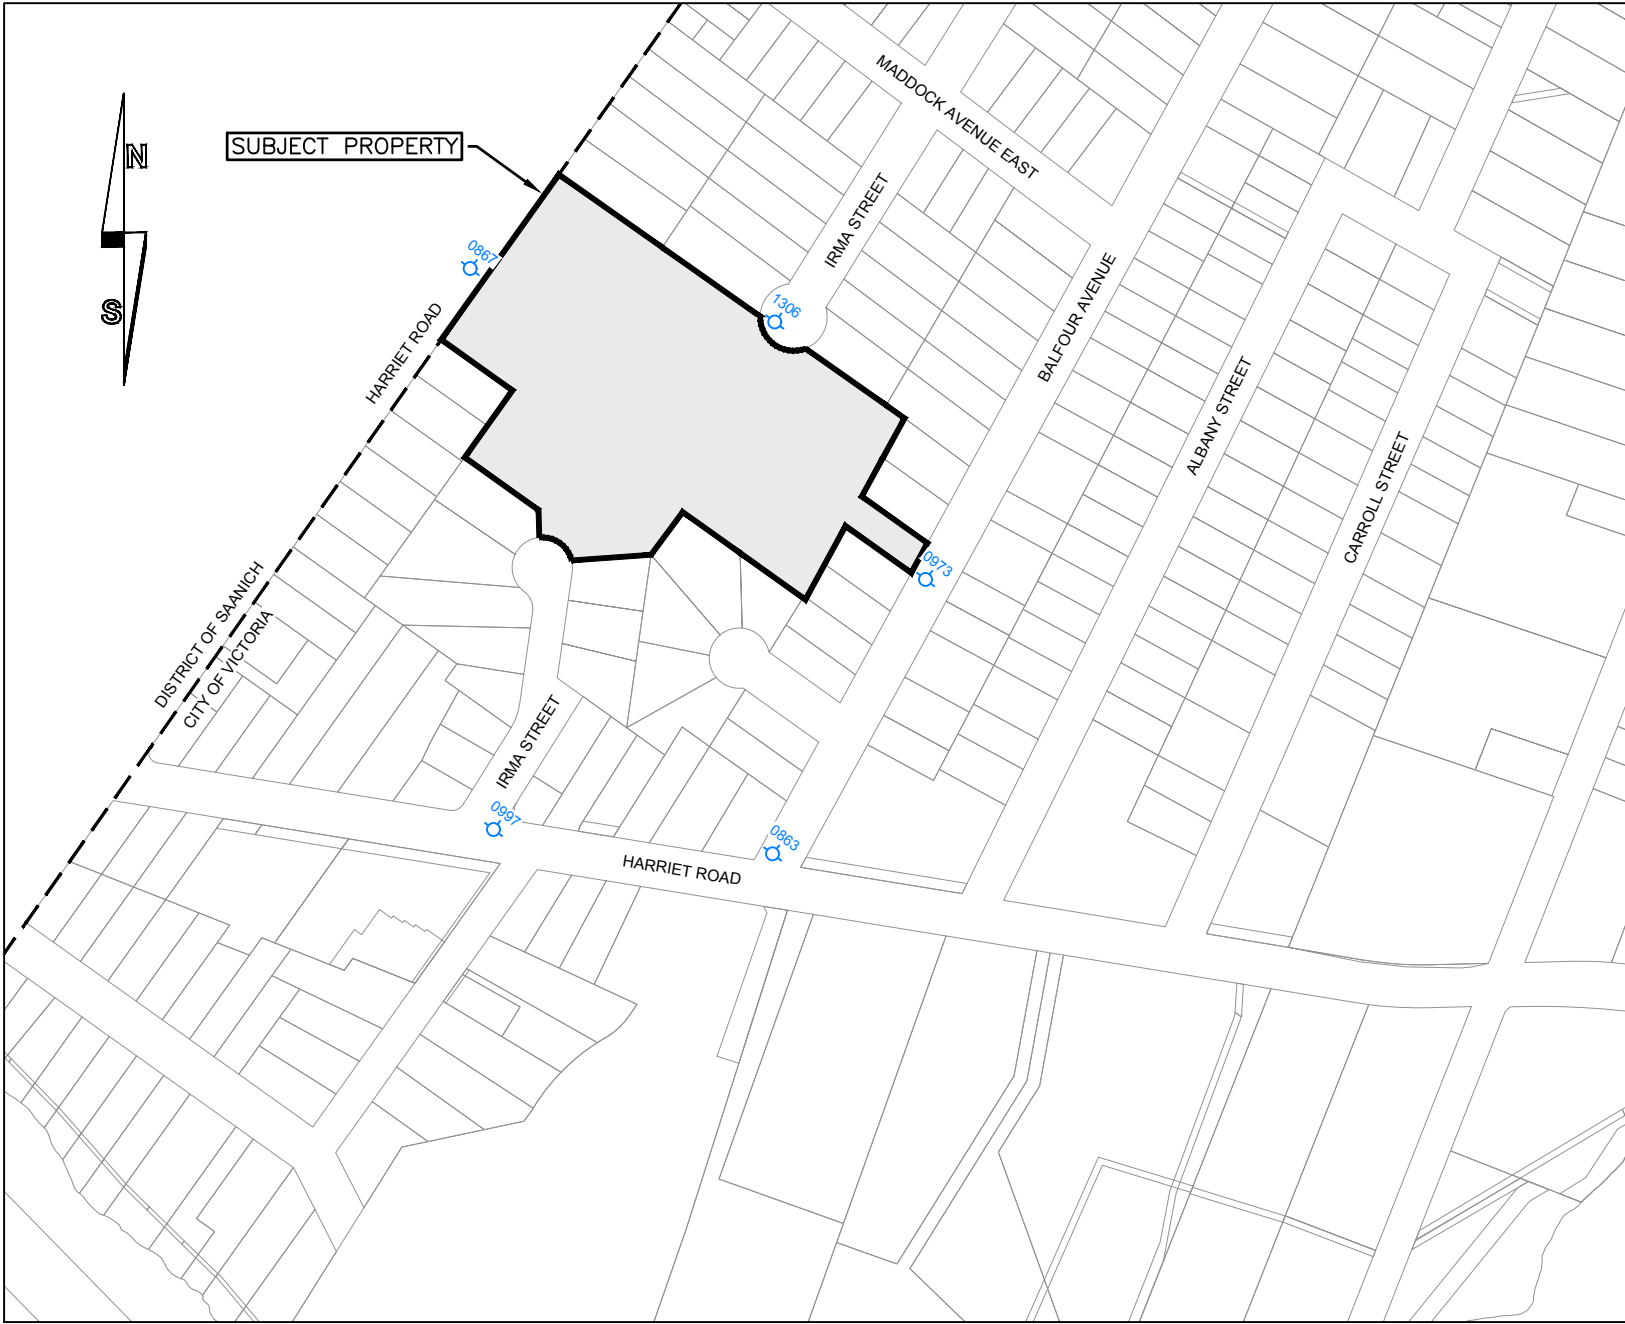 MADDOCK AVENUE EAST
N
SUBJECT PROPERTY
IRMA STREET
0867
BALFOUR AVENUE
S
1306
HARRIET ROAD
ALBANY STREET
CARROLL STREET
0973
DISTRICT OF SAANICH
CITY OF VICTORIA
IRMA STREET
0997
0863
HARRIET ROAD